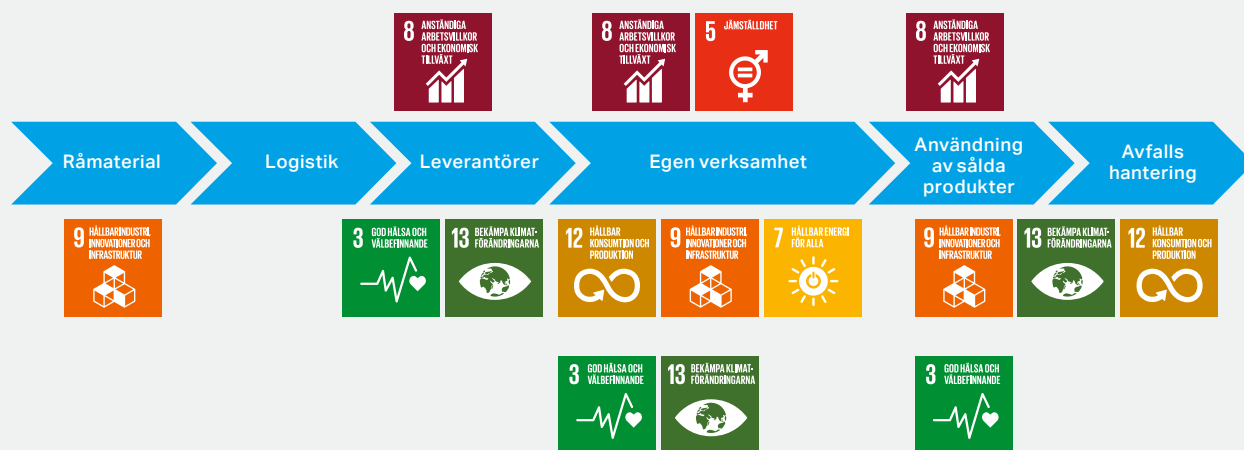 8 ANSTÄNDIGA
ARBETSVILLKOR
OCH EKONOMISK
TILLVÄXT
8 ANSTÄNDIGA
ARBETSVILLKOR
OCH EKONOMISK
TILLVÄXT
5 JÄMSTÄLLDHET
8 ANSTÄNDIGA
ARBETSVILLKOR
OCH EKONOMISK
TILLVÄXT
Råmaterial
Logistik
Leverantörer
Egen verksamhet
Användning
av sålda
produkter
Avfalls
hantering
9 HÅLLBAR INDUSTRI,
INNOVATIONER OCH
INFRASTRUKTUR
3 GOD HÄLSA OCH
VÄLBEFINNANDE
13 BEKÄMPA KLIMAT-
FÖRÄNDRINGARNA
12 HÅLLBAR
KONSUMTION OCH
PRODUKTION
9 HÅLLBAR INDUSTRI,
INNOVATIONER OCH
INFRASTRUKTUR
7 HÅLLBAR ENERGI
FÖR ALLA
9 HÅLLBAR INDUSTRI,
INNOVATIONER OCH
INFRASTRUKTUR
13 BEKÄMPA KLIMAT-
FÖRÄNDRINGARNA
12 HÅLLBAR
KONSUMTION OCH
PRODUKTION
3 GOD HÄLSA OCH
VÄLBEFINNANDE
13 BEKÄMPA KLIMAT-
FÖRÄNDRINGARNA
3 GOD HÄLSA OCH
VÄLBEFINNANDE